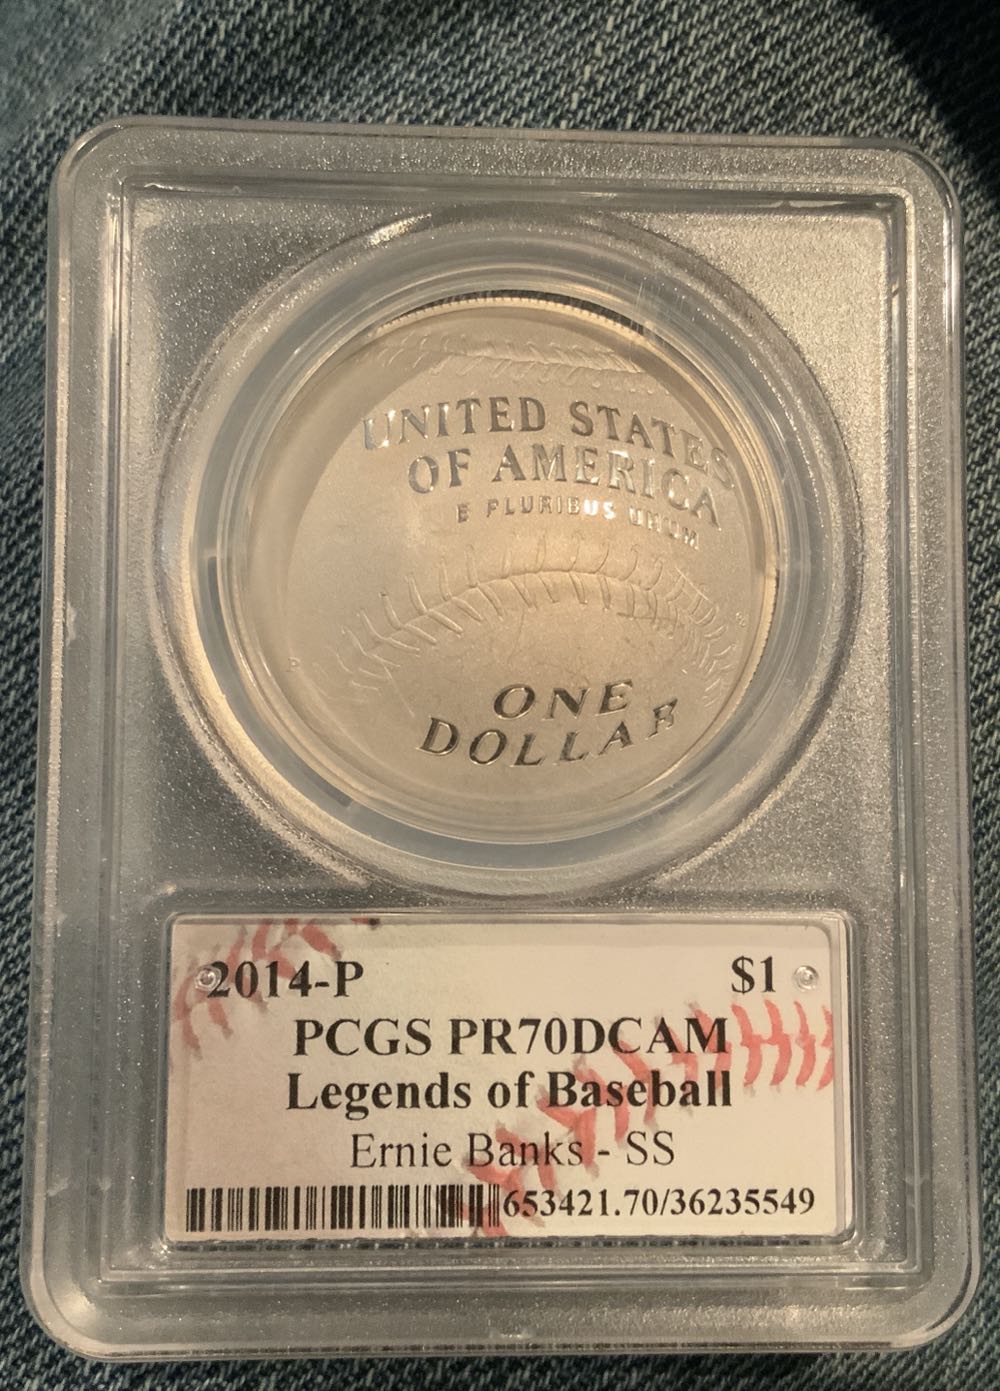 UNITED STATES
OF AMERICA
E PLURIBUS UNUM
P
ONE
DOLLAR
2014-P $1
PCGS PR70DCAM
Legends of Baseball
Ernie Banks - SS
653421.70/36235549